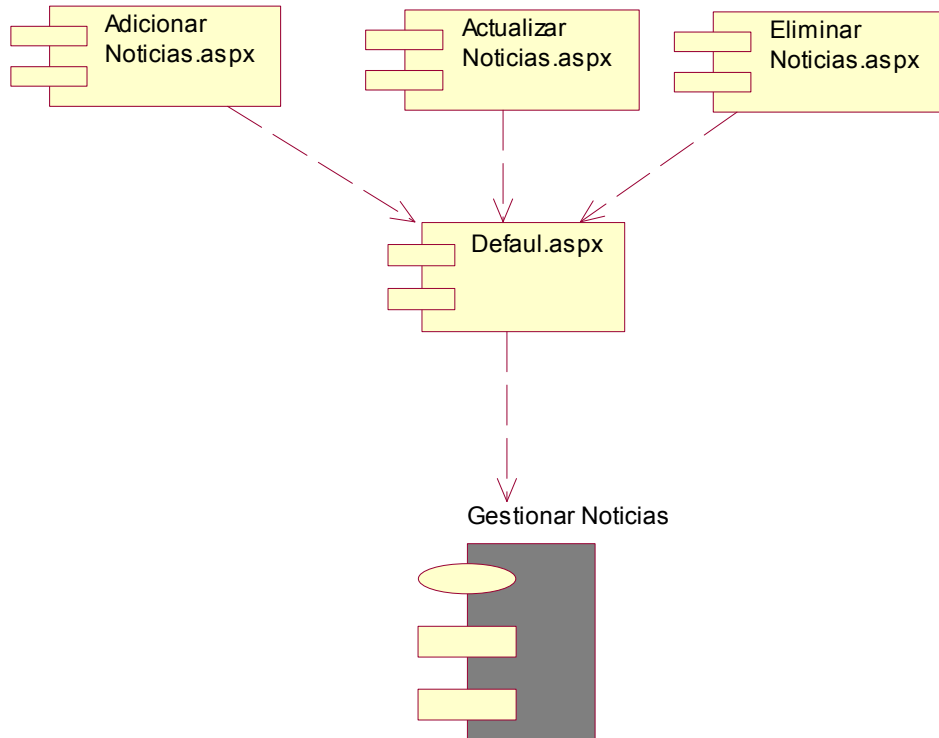 Adicionar
Noticias.aspx
Actualizar
Noticias.aspx
Eliminar
Noticias.aspx
Defaul.aspx
Gestionar Noticias